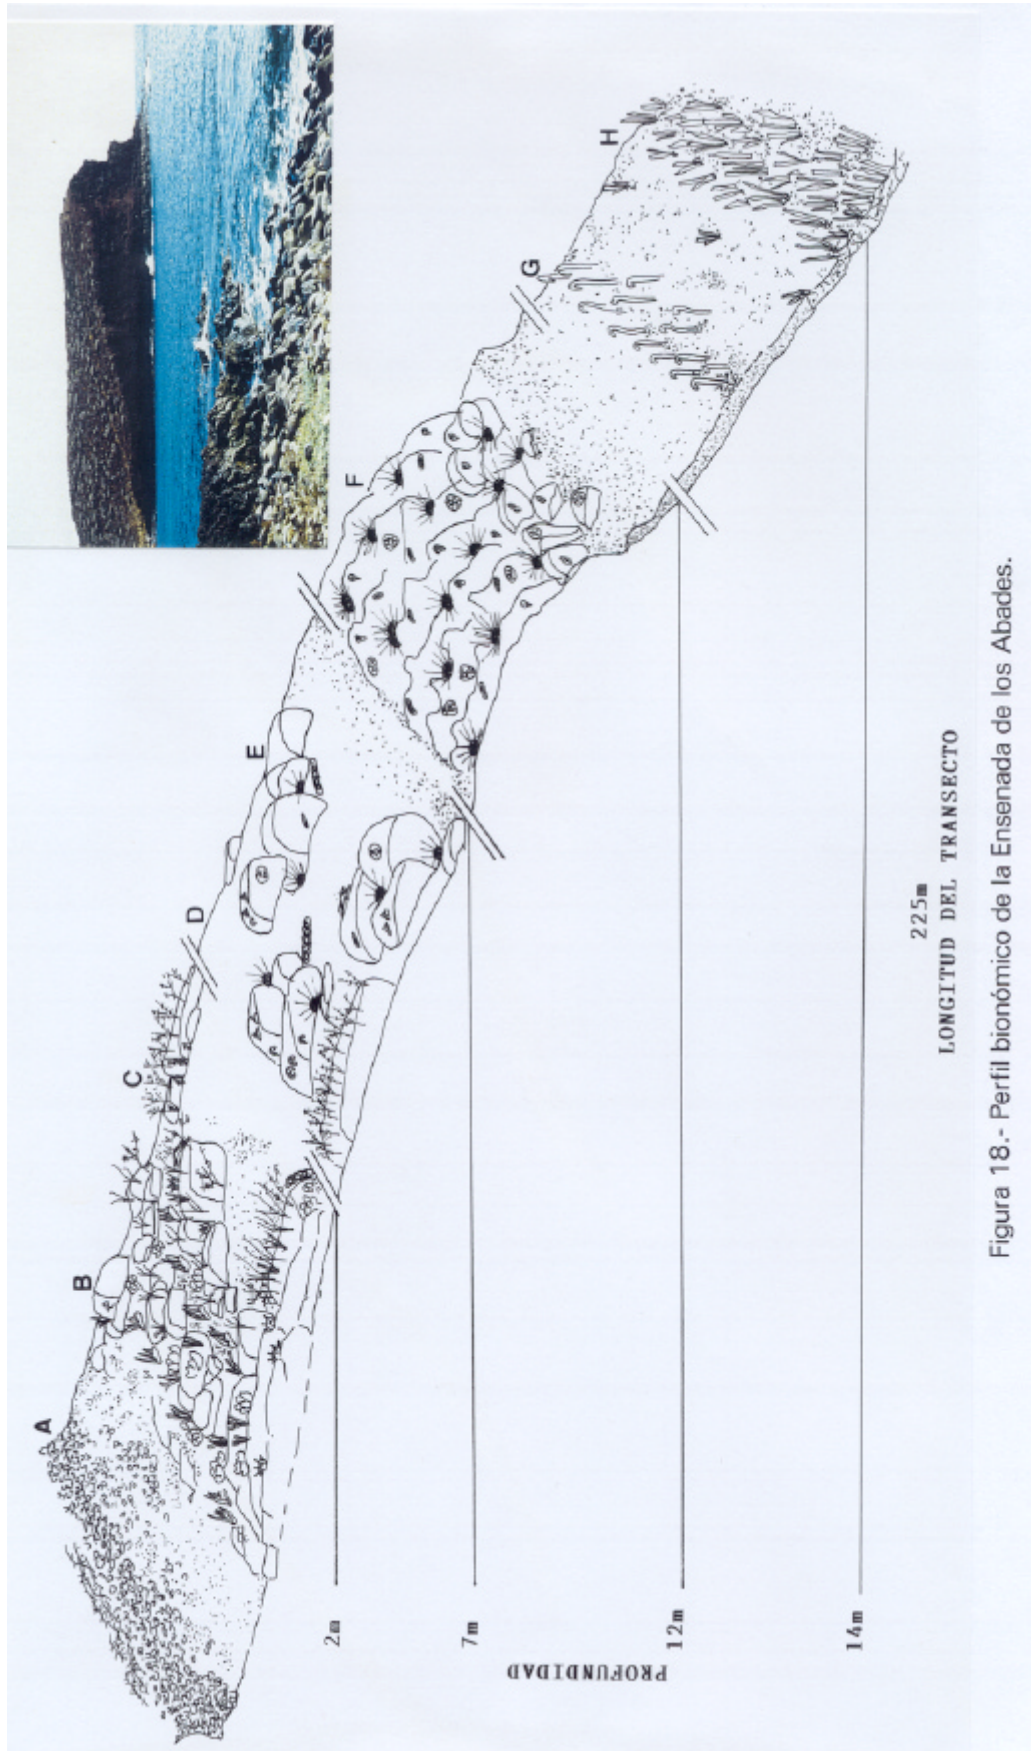 A
B
C
D
E
F
G
H
PROFUNDIDAD
2m
7m
12m
14m
225m
LONGITUD DEL TRANSECTO
Figura 18.- Perfil bionómico de la Ensenada de los Abades.